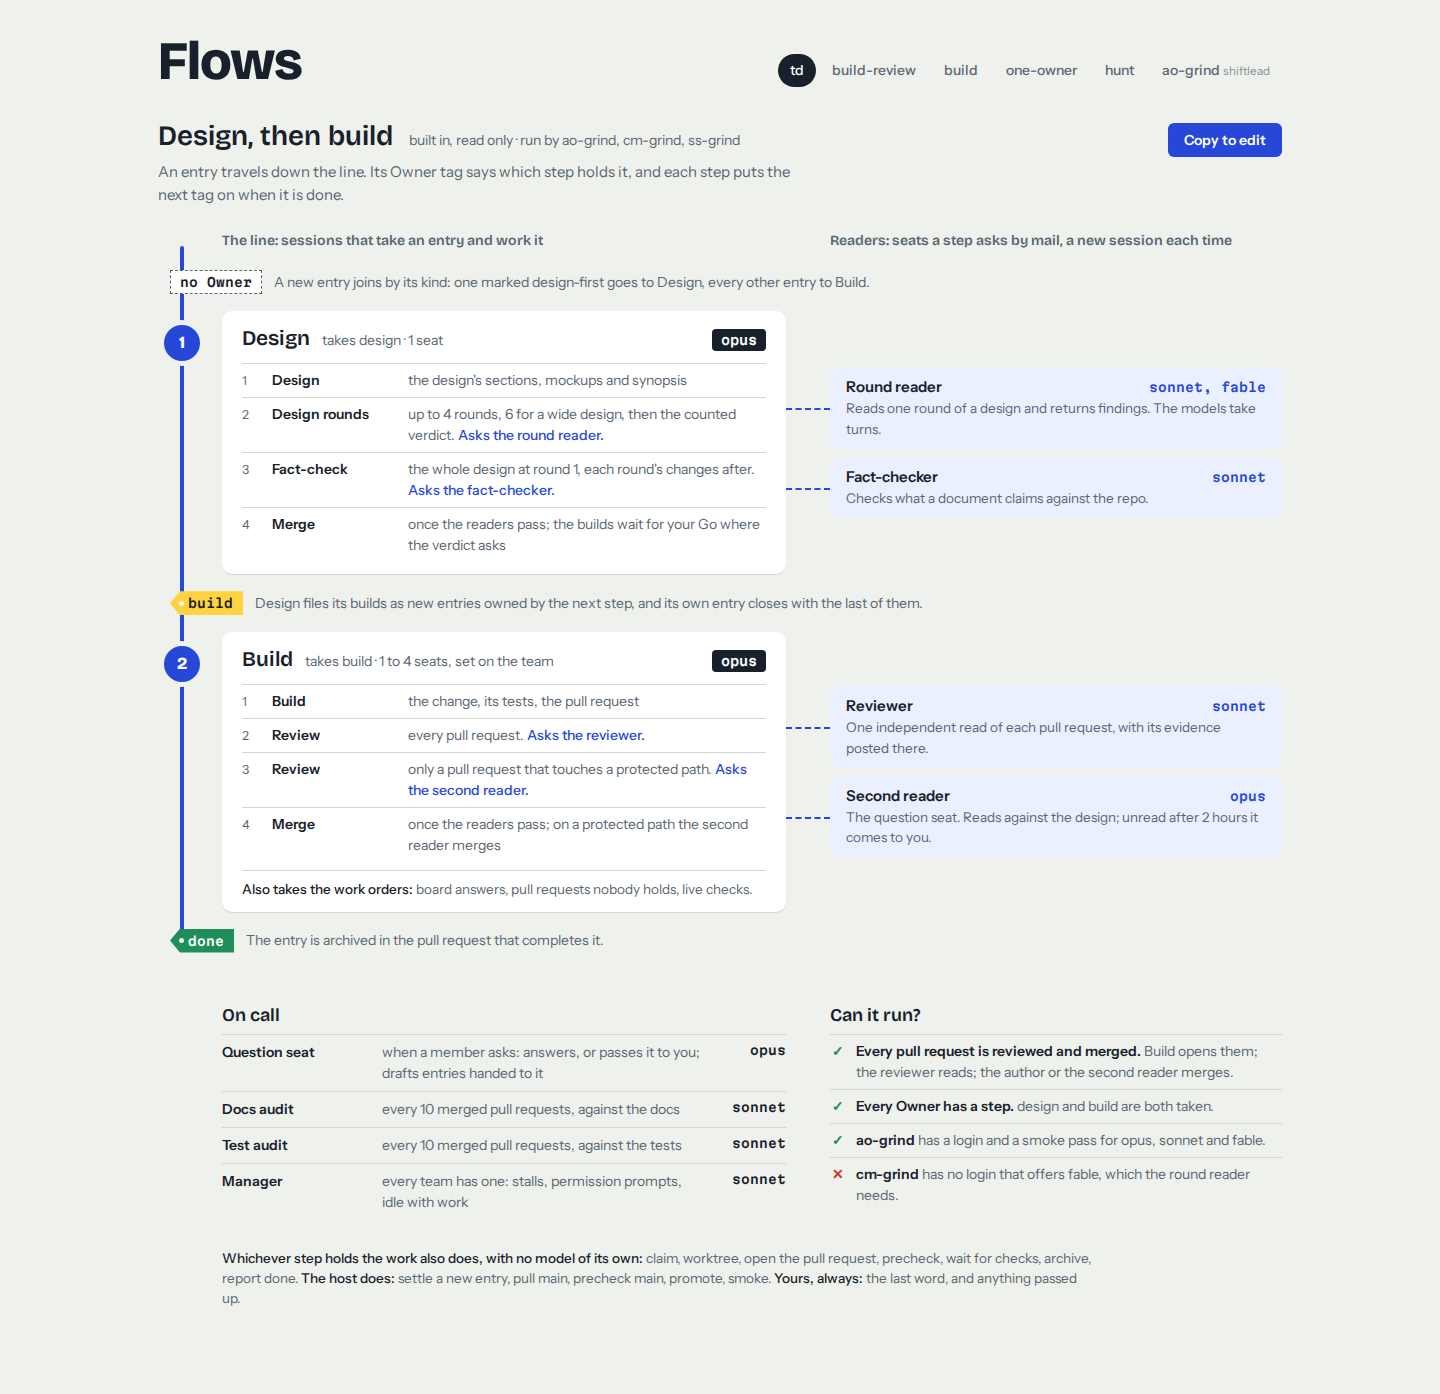 Flows
td
build-review
build
one-owner
hunt
ao-grind shiftlead
Design, then build
built in, read only · run by ao-grind, cm-grind, ss-grind
Copy to edit
An entry travels down the line. Its Owner tag says which step holds it, and each step puts the
next tag on when it is done.
The line: sessions that take an entry and work it
Readers: seats a step asks by mail, a new session each time
no Owner
A new entry joins by its kind: one marked design-first goes to Design, every other entry to Build.
1
Design
takes design · 1 seat
opus
1
Design
the design's sections, mockups and synopsis
2
Design rounds
up to 4 rounds, 6 for a wide design, then the counted
verdict. Asks the round reader.
3
Fact-check
the whole design at round 1, each round's changes after.
Asks the fact-checker.
4
Merge
once the readers pass; the builds wait for your Go where
the verdict asks
Round reader
sonnet, fable
Reads one round of a design and returns findings. The models take
turns.
Fact-checker
sonnet
Checks what a document claims against the repo.
build
Design files its builds as new entries owned by the next step, and its own entry closes with the last of them.
2
Build
takes build · 1 to 4 seats, set on the team
opus
1
Build
the change, its tests, the pull request
2
Review
every pull request. Asks the reviewer.
3
Review
only a pull request that touches a protected path. Asks
the second reader.
4
Merge
once the readers pass; on a protected path the second
reader merges
Also takes the work orders: board answers, pull requests nobody holds, live checks.
Reviewer
sonnet
One independent read of each pull request, with its evidence
posted there.
Second reader
opus
The question seat. Reads against the design; unread after 2 hours it
comes to you.
done
The entry is archived in the pull request that completes it.
On call
Question seat
when a member asks: answers, or passes it to you;
drafts entries handed to it
opus
Docs audit
every 10 merged pull requests, against the docs
sonnet
Test audit
every 10 merged pull requests, against the tests
sonnet
Manager
every team has one: stalls, permission prompts,
idle with work
sonnet
Can it run?
✓ Every pull request is reviewed and merged. Build opens them;
the reviewer reads; the author or the second reader merges.
✓ Every Owner has a step. design and build are both taken.
✓ ao-grind has a login and a smoke pass for opus, sonnet and fable.
✕ cm-grind has no login that offers fable, which the round reader
needs.
Whichever step holds the work also does, with no model of its own: claim, worktree, open the pull request, precheck, wait for checks, archive,
report done. The host does: settle a new entry, pull main, precheck main, promote, smoke. Yours, always: the last word, and anything passed
up.